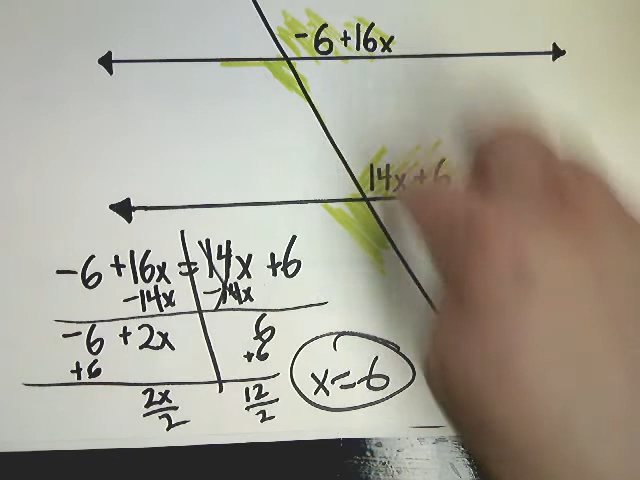 -6 +16x
14x + 6
-6 +16x = 14x +6
-14x -14x
-6 + 2x 6
+6 +6
2x 12
2 2
x = 6